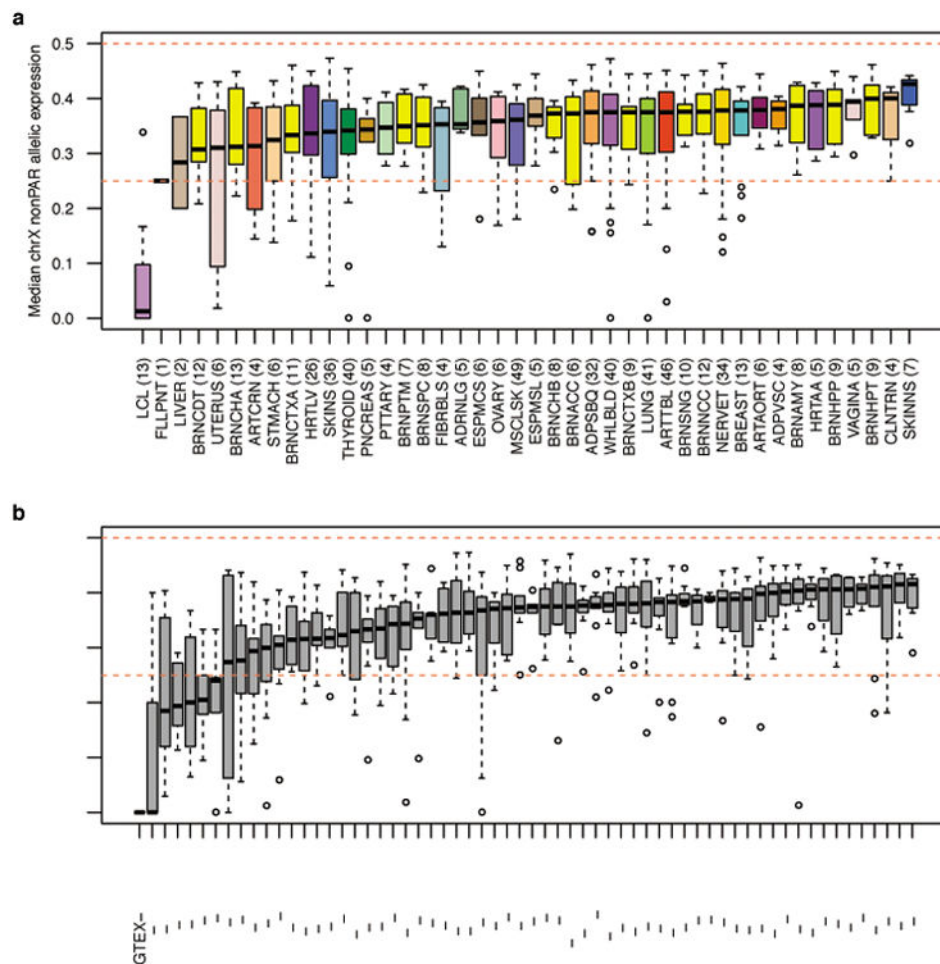 a
Median chrX nonPAR allelic expression
0.5
0.4
0.3
0.2
0.1
0.0
LCL (13)
FLLPNT (1)
LIVER (2)
BRNCDT (12)
UTERUS (6)
BRNCHA (13)
ARTCRN (4)
STMACH (6)
BRNCTXA (11)
HRTLV (26)
SKINS (36)
THYROID (40)
PNCREAS (5)
PTTARY (4)
BRNPTM (7)
BRNSPC (8)
FIBRBLS (4)
ADRNLG (5)
ESPMCS (6)
OVARY (6)
MSCLSK (49)
ESPMSL (5)
BRNCHB (8)
BRNACC (6)
ADPSBQ (32)
WHLBLD (40)
BRNCTXB (9)
LUNG (41)
ARTTBL (46)
BRNSNG (10)
BRNNCC (12)
NERVET (34)
BREAST (13)
ARTAORT (6)
ADPVSC (4)
BRNAMY (8)
HRTAA (5)
BRNHPP (9)
VAGINA (5)
BRNHPT (9)
CLNTRN (4)
SKINNS (7)
b
GTEX-